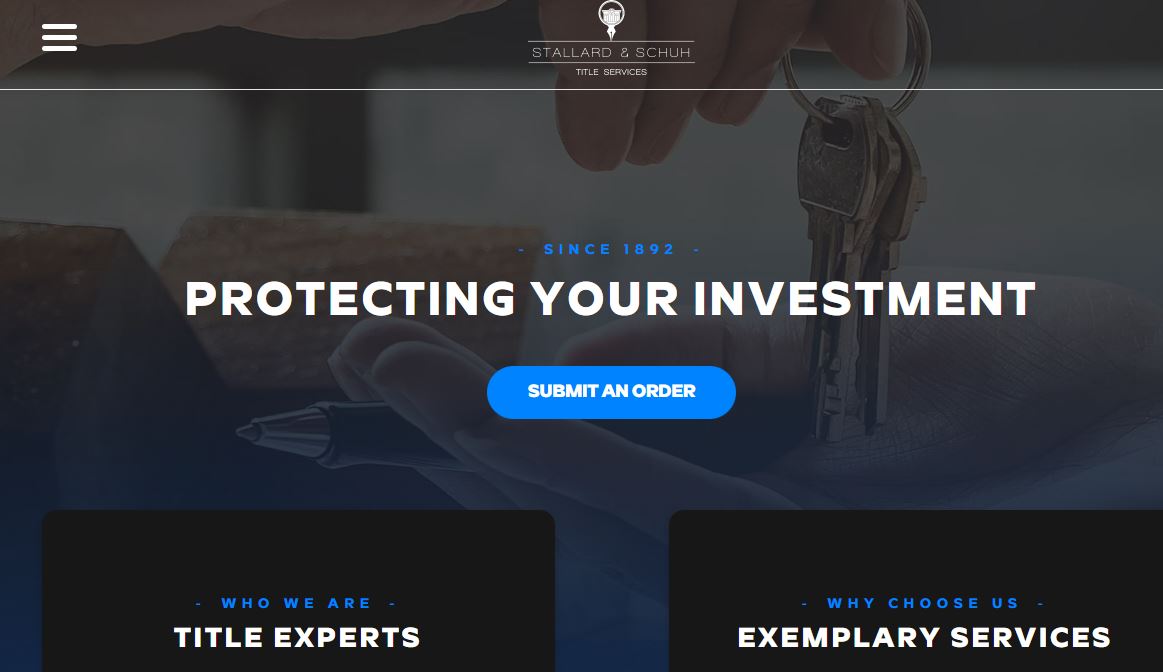 STALLARD & SCHUH
TITLE SERVICES
- SINCE 1892 -
PROTECTING YOUR INVESTMENT
SUBMIT AN ORDER
- WHO WE ARE -
TITLE EXPERTS
- WHY CHOOSE US -
EXEMPLARY SERVICES